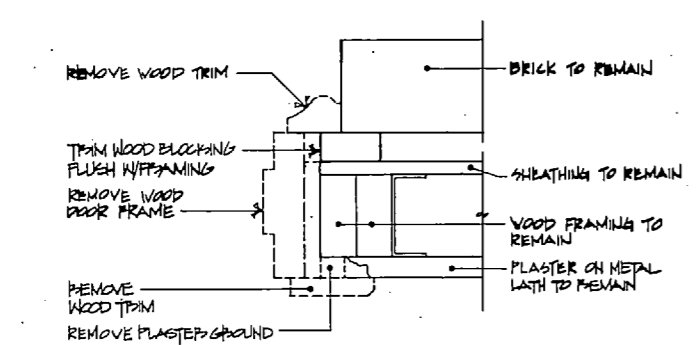 REMOVE WOOD TRIM
TRIM WOOD BLOCKING
FLUSH W/FRAMING
REMOVE WOOD
DOOR FRAME
REMOVE
WOOD TRIM
REMOVE PLASTER GROUND
BRICK TO REMAIN
SHEATHING TO REMAIN
WOOD FRAMING TO
REMAIN
PLASTER ON METAL
LATH TO REMAIN